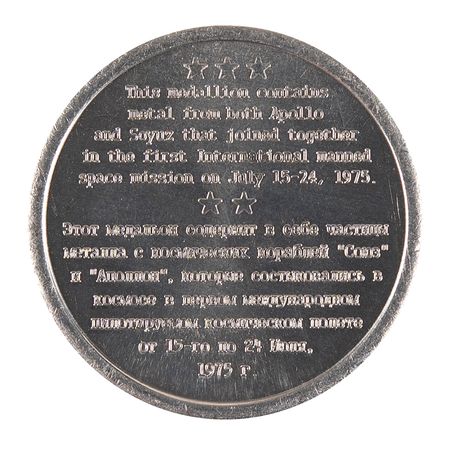 This medallion contains
metal from both Apollo
and Soyuz that joined together
in the first International manned
space mission on July 15-24, 1975.
Этот медальон содержит в себе частицы
металла с космических кораблей "Союз"
и "Апполон", которые состыковались в
космосе в первом международном
пилотируемом космическом полете
от 15-го по 24 Июля,
1975 г.